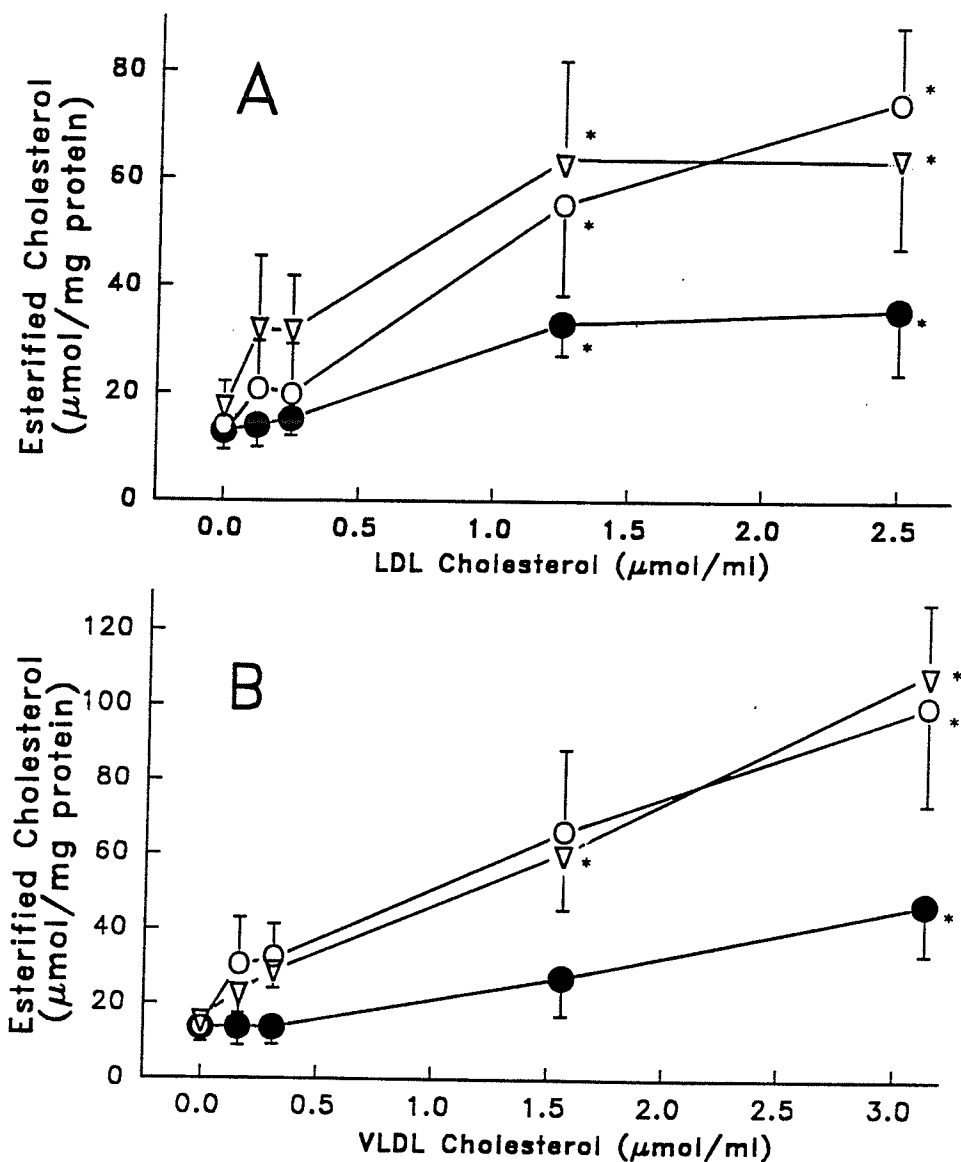 A
Esterified Cholesterol
(μmol/mg protein)
80
60
40
20
0
0.0 0.5 1.0 1.5 2.0 2.5
LDL Cholesterol (μmol/ml)
* * * * * *
B
Esterified Cholesterol
(μmol/mg protein)
120
100
80
60
40
20
0
0.0 0.5 1.0 1.5 2.0 2.5 3.0
VLDL Cholesterol (μmol/ml)
* * * *